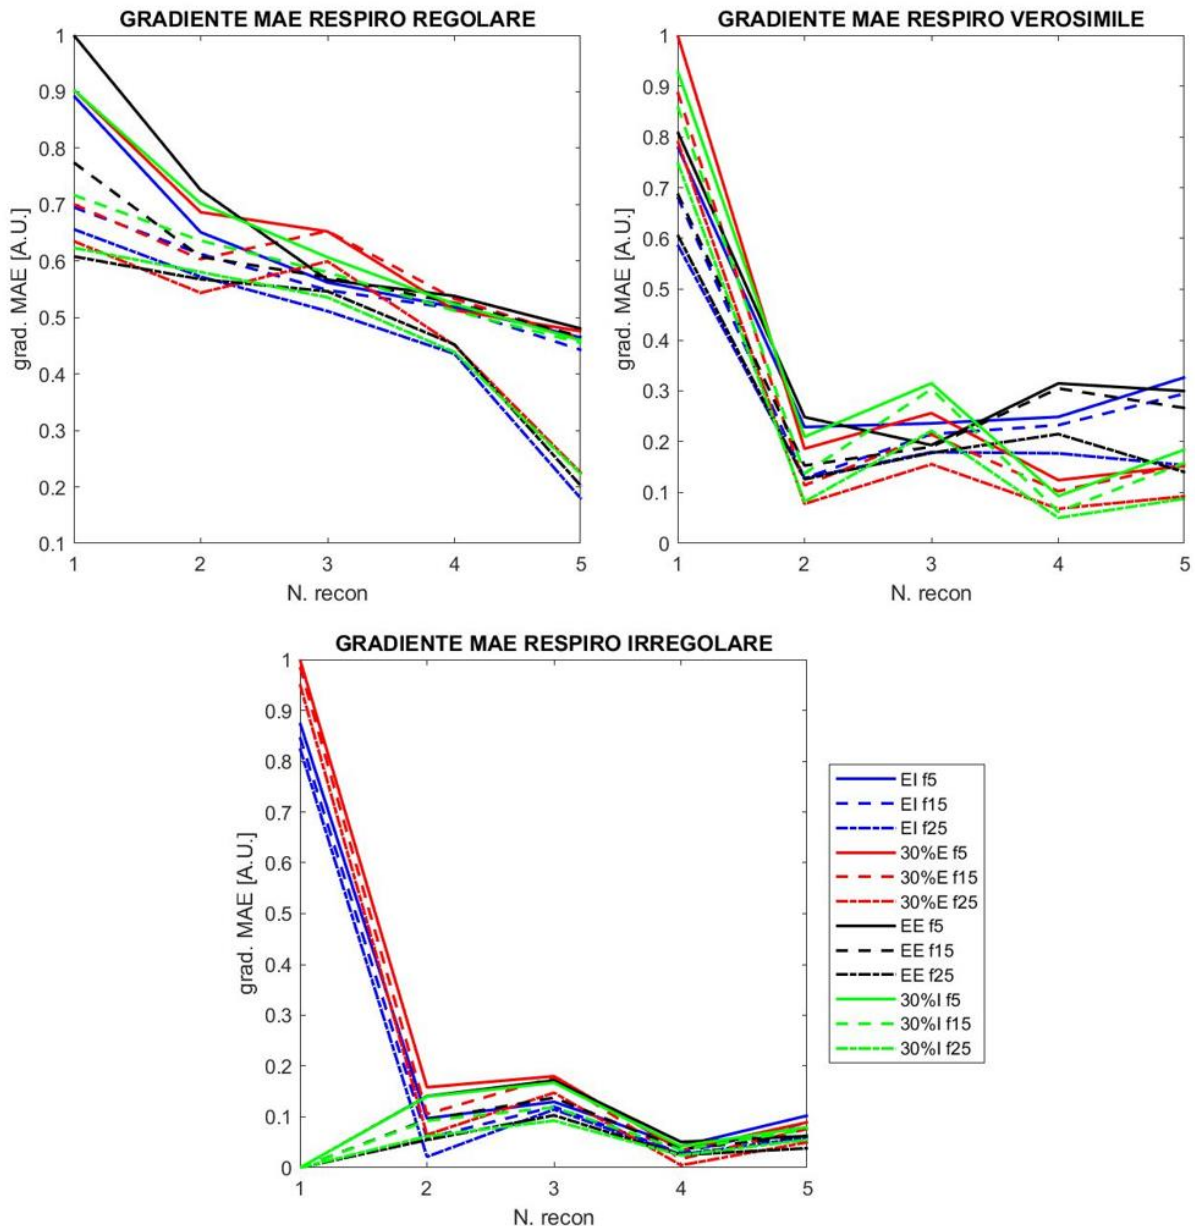 GRADIENTE MAE RESPIRO REGOLARE
1
0.9
0.8
0.7
0.6
0.5
0.4
0.3
0.2
0.1
grad. MAE [A.U.]
1 2 3 4 5
N. recon
GRADIENTE MAE RESPIRO VEROSIMILE
1
0.9
0.8
0.7
0.6
0.5
0.4
0.3
0.2
0.1
0
grad. MAE [A.U.]
1 2 3 4 5
N. recon
GRADIENTE MAE RESPIRO IRREGOLARE
1
0.9
0.8
0.7
0.6
0.5
0.4
0.3
0.2
0.1
0
grad. MAE [A.U.]
1 2 3 4 5
N. recon
EI f5
EI f15
EI f25
30%E f5
30%E f15
30%E f25
EE f5
EE f15
EE f25
30%I f5
30%I f15
30%I f25